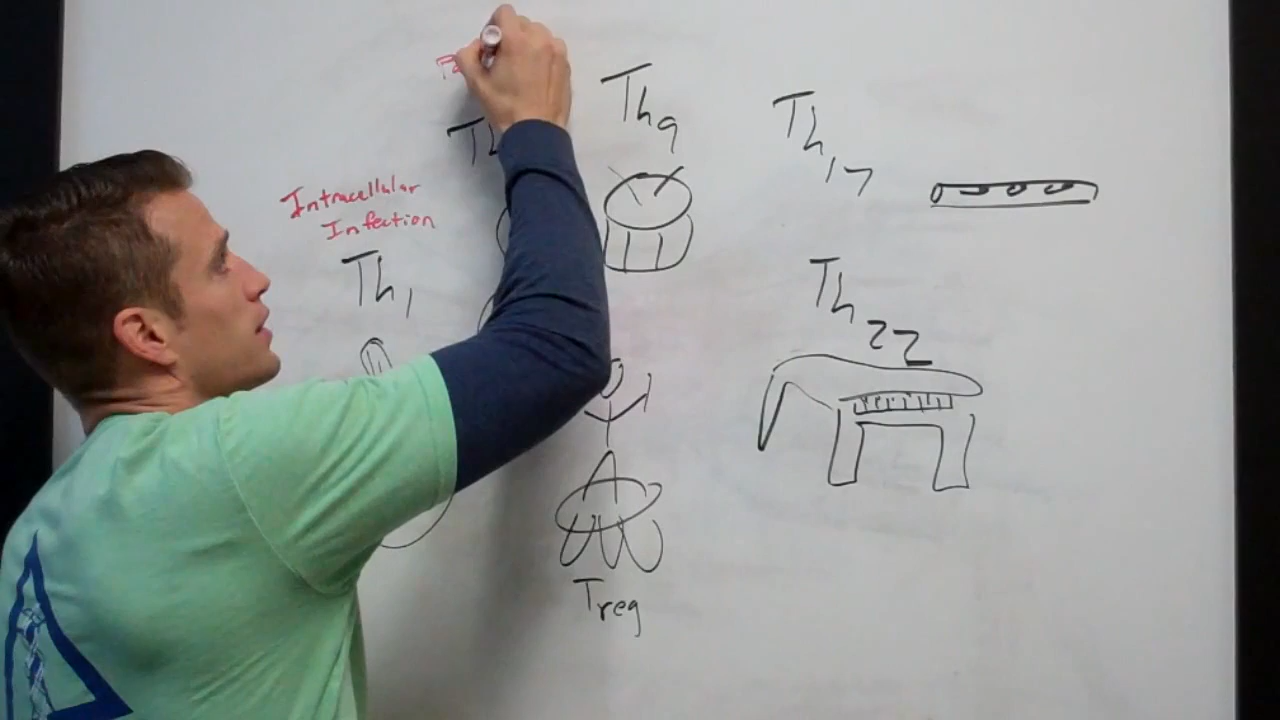 Th9
Th17
Intracellular
Infection
Th1
Th22
Treg